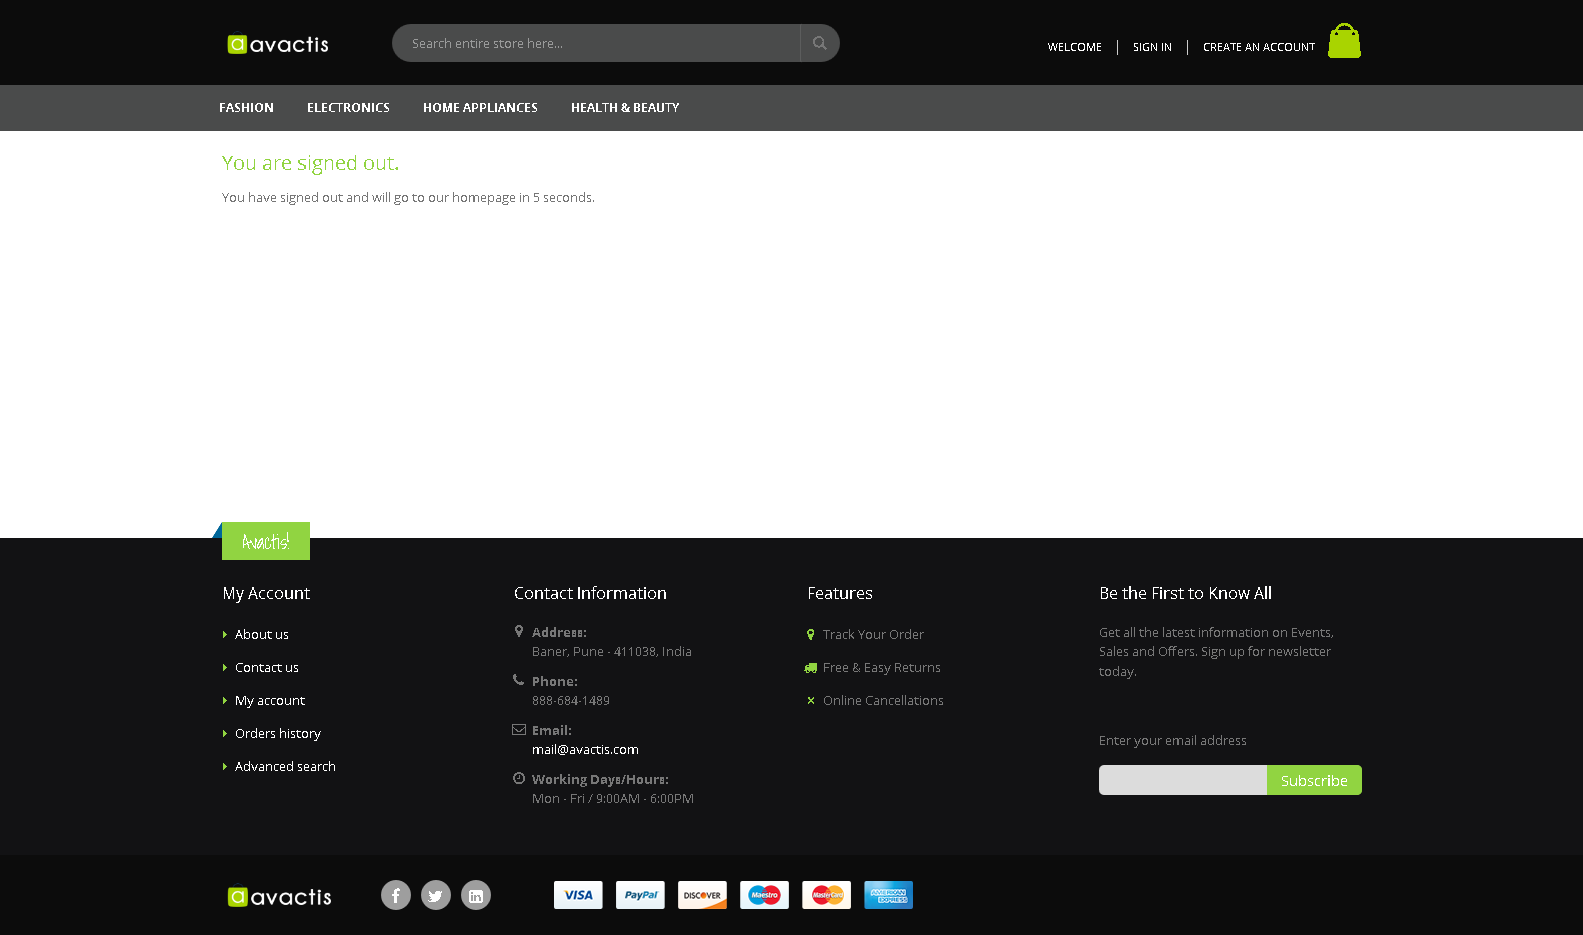 avactis
Search entire store here...
WELCOME
SIGN IN
CREATE AN ACCOUNT
FASHION
ELECTRONICS
HOME APPLIANCES
HEALTH & BEAUTY
You are signed out.
You have signed out and will go to our homepage in 5 seconds.
Avactis!
My Account
About us
Contact us
My account
Orders history
Advanced search
Contact Information
Address:
Baner, Pune - 411038, India
Phone:
888-684-1489
Email:
mail@avactis.com
Working Days/Hours:
Mon - Fri / 9:00AM - 6:00PM
Features
Track Your Order
Free & Easy Returns
Online Cancellations
Be the First to Know All
Get all the latest information on Events,
Sales and Offers. Sign up for newsletter
today.
Enter your email address
Subscribe
avactis
VISA
PayPal
DISCOVER
Maestro
MasterCard
AMERICAN
EXPRESS